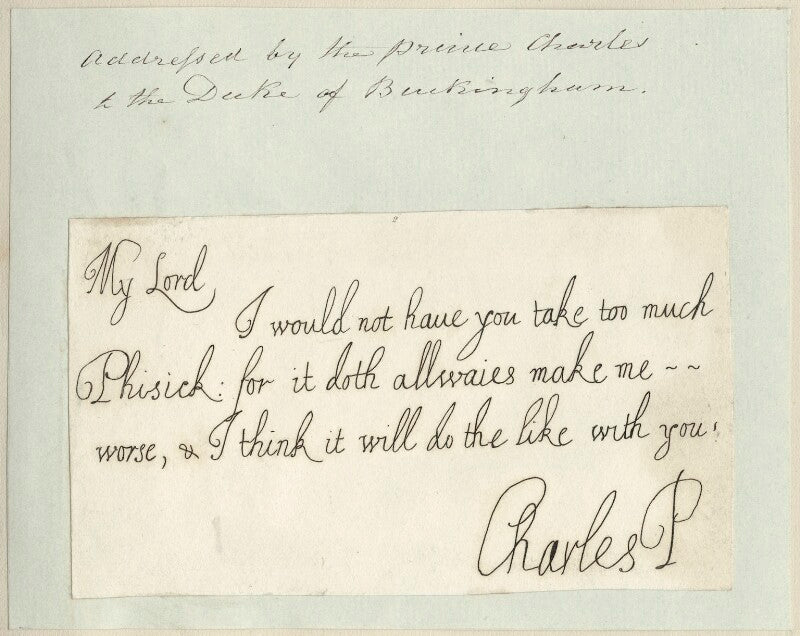 Addressed by the Prince Charles
to the Duke of Buckingham.
My Lord
I would not haue you take too much
Phisick: for it doth allwaies make me ~ ~
worse, & I think it will do the like with you:
Charles P